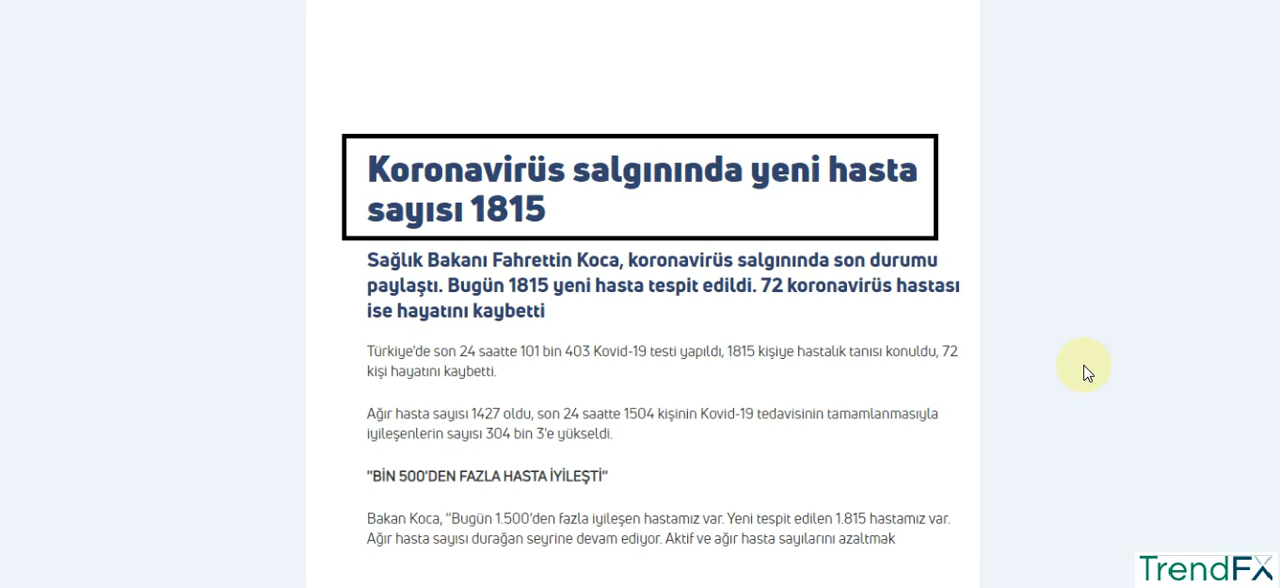 Koronavirüs salgınında yeni hasta
sayısı 1815
Sağlık Bakanı Fahrettin Koca, koronavirüs salgınında son durumu
paylaştı. Bugün 1815 yeni hasta tespit edildi. 72 koronavirüs hastası
ise hayatını kaybetti
Türkiye'de son 24 saatte 101 bin 403 Kovid-19 testi yapıldı, 1815 kişiye hastalık tanısı konuldu, 72
kişi hayatını kaybetti.
Ağır hasta sayısı 1427 oldu, son 24 saatte 1504 kişinin Kovid-19 tedavisinin tamamlanmasıyla
iyileşenlerin sayısı 304 bin 3'e yükseldi.
"BİN 500'DEN FAZLA HASTA İYİLEŞTİ"
Bakan Koca, "Bugün 1.500'den fazla iyileşen hastamız var. Yeni tespit edilen 1.815 hastamız var.
Ağır hasta sayısı durağan seyrine devam ediyor. Aktif ve ağır hasta sayılarını azaltmak
TrendFX